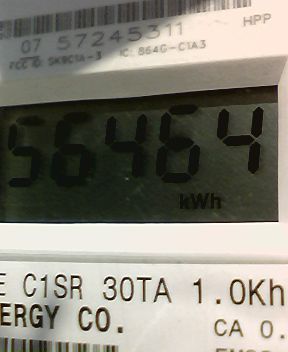 07 57245311 HPP
FCC ID: SK9C1A-3 IC: 864G-C1A3
56464
kWh
E C1SR 30TA 1.0Kh
ERGY CO. CA 0.